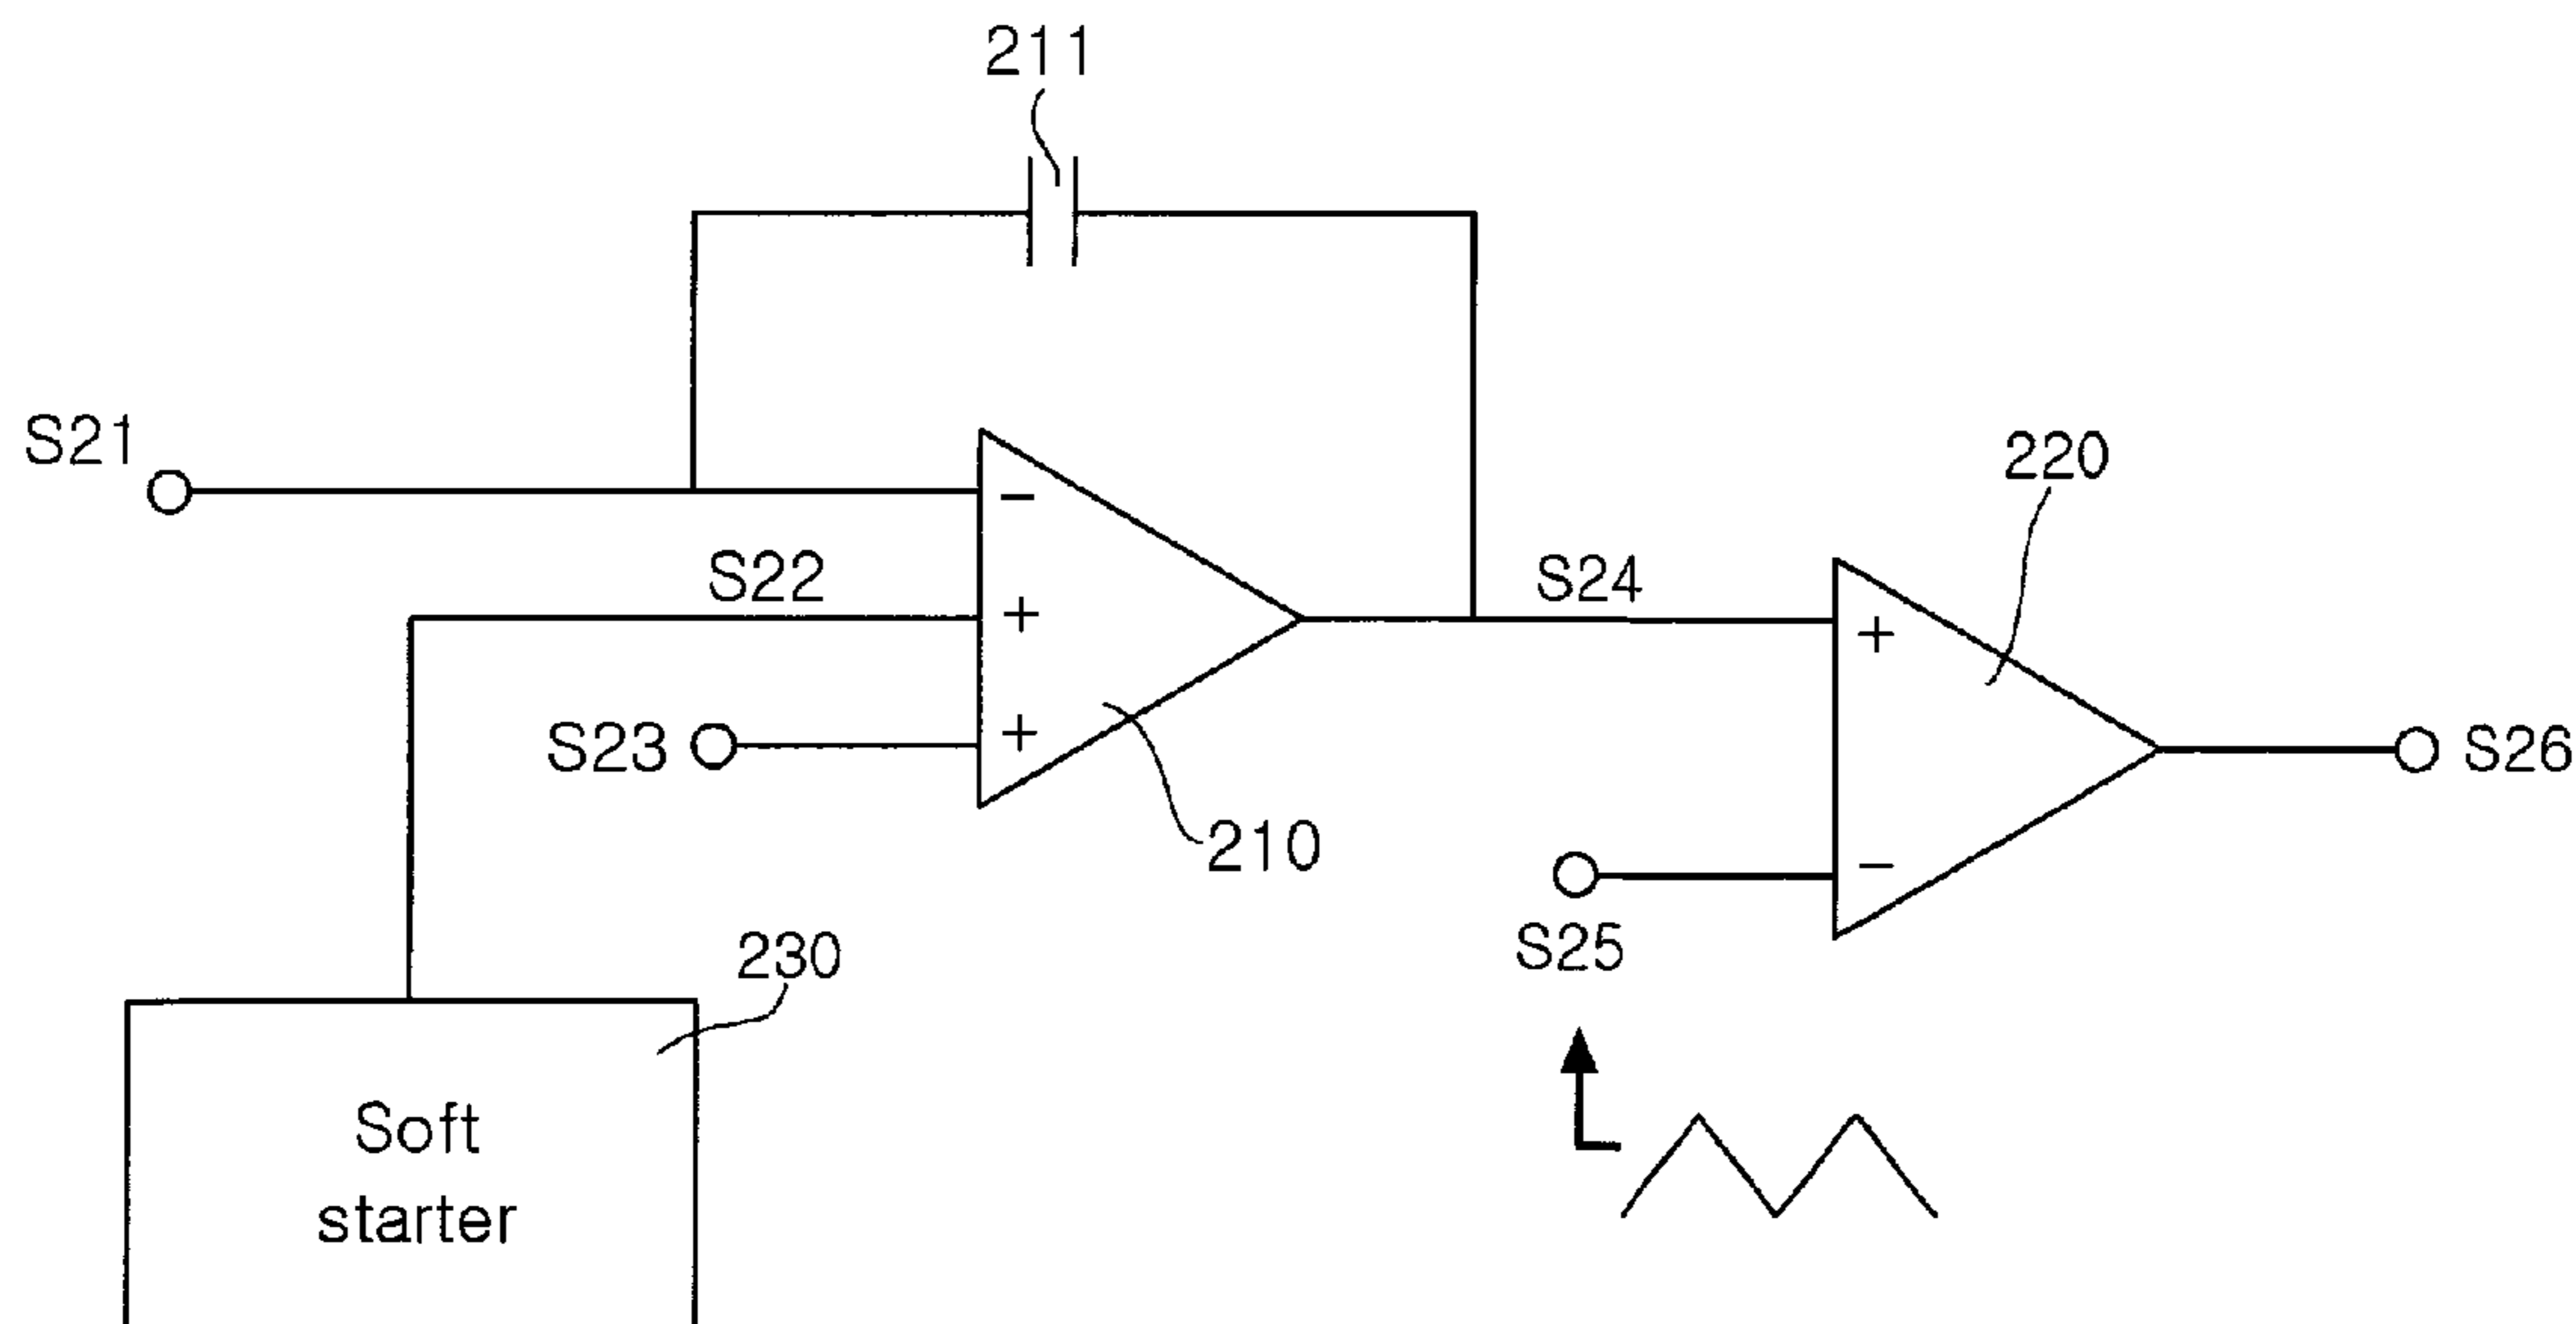 211
S21
220
−
S22
S24
+
+
S23
+
S26
210
−
S25
230
Soft
starter